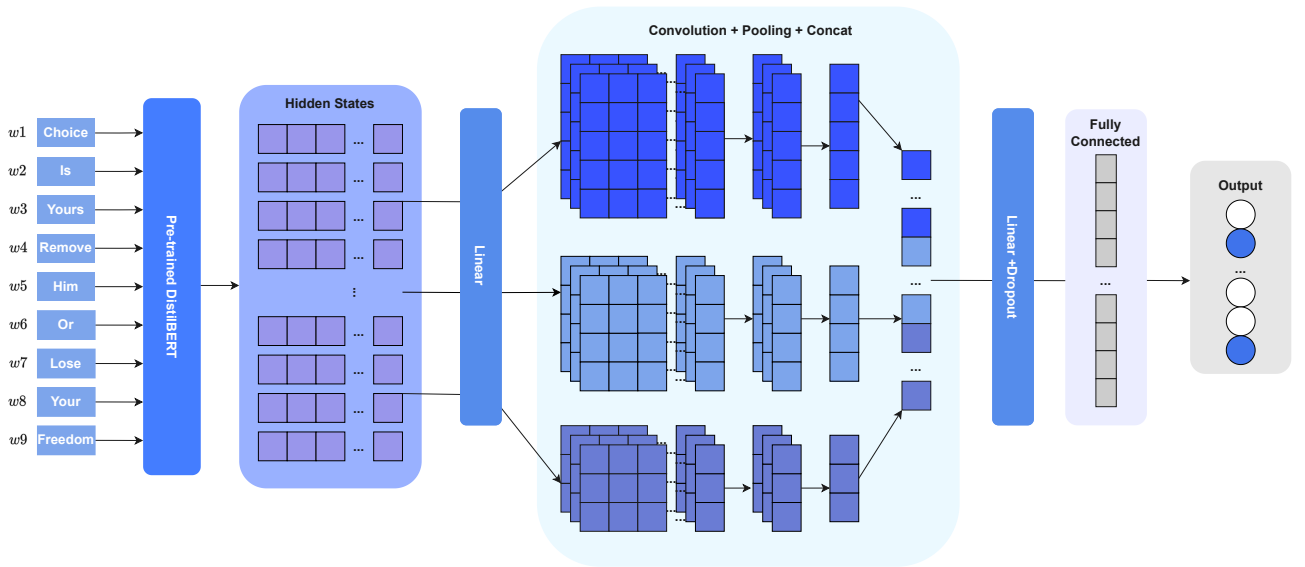 Convolution + Pooling + Concat
Hidden States
w1 Choice
w2 Is
w3 Yours
w4 Remove
w5 Him
w6 Or
w7 Lose
w8 Your
w9 Freedom
Pre-trained DistilBERT
...
...
...
...
...
...
...
...
...
Linear
...
...
...
Linear +Dropout
Fully
Connected
...
Output
...